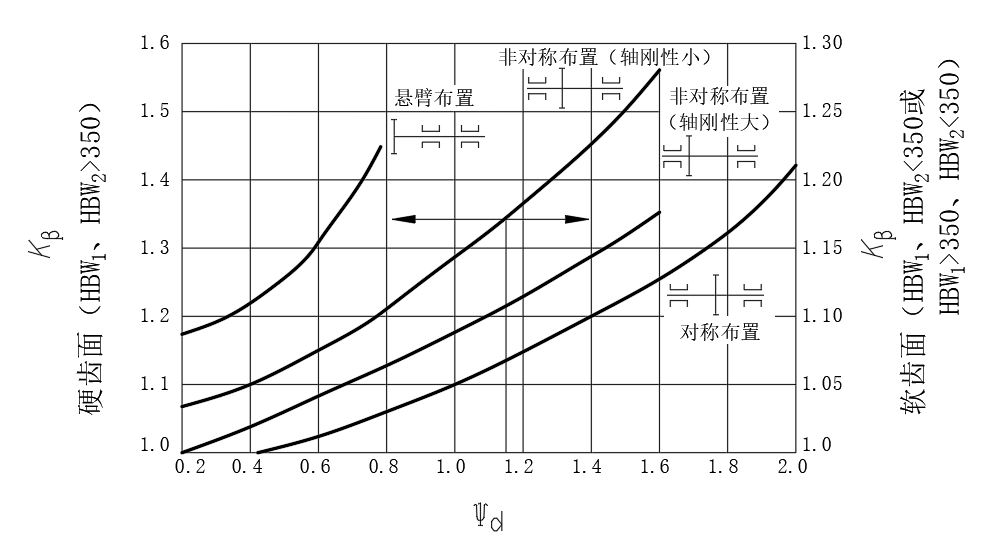 1.6
1.5
1.4
1.3
1.2
1.1
1.0
Kβ
硬齿面（HBW1、HBW2>350）
悬臂布置
非对称布置（轴刚性小）
非对称布置
（轴刚性大）
对称布置
1.30
1.25
1.20
1.15
1.10
1.05
1.0
Kβ
软齿面（HBW1、HBW2<350或
HBW1>350、HBW2<350）
0.2 0.4 0.6 0.8 1.0 1.2 1.4 1.6 1.8 2.0
ψd